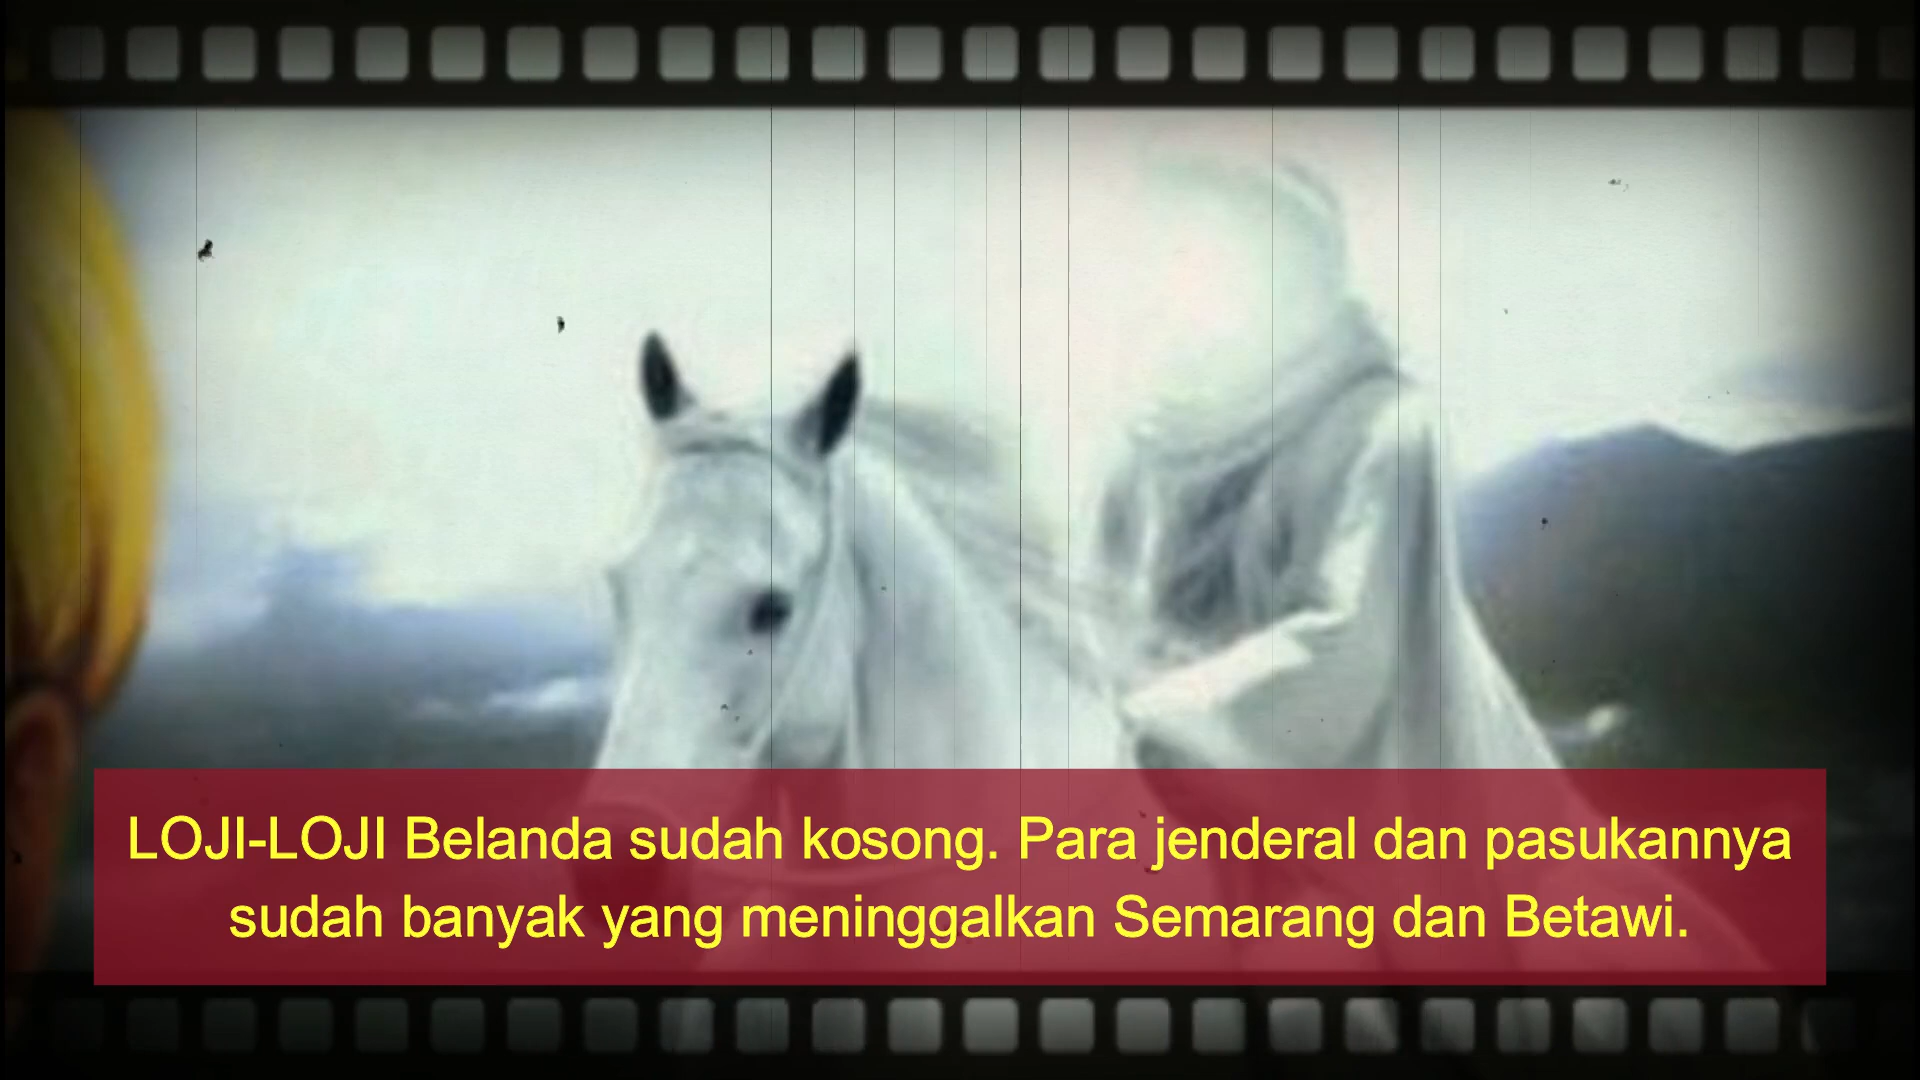 LOJI-LOJI Belanda sudah kosong. Para jenderal dan pasukannya
sudah banyak yang meninggalkan Semarang dan Betawi.